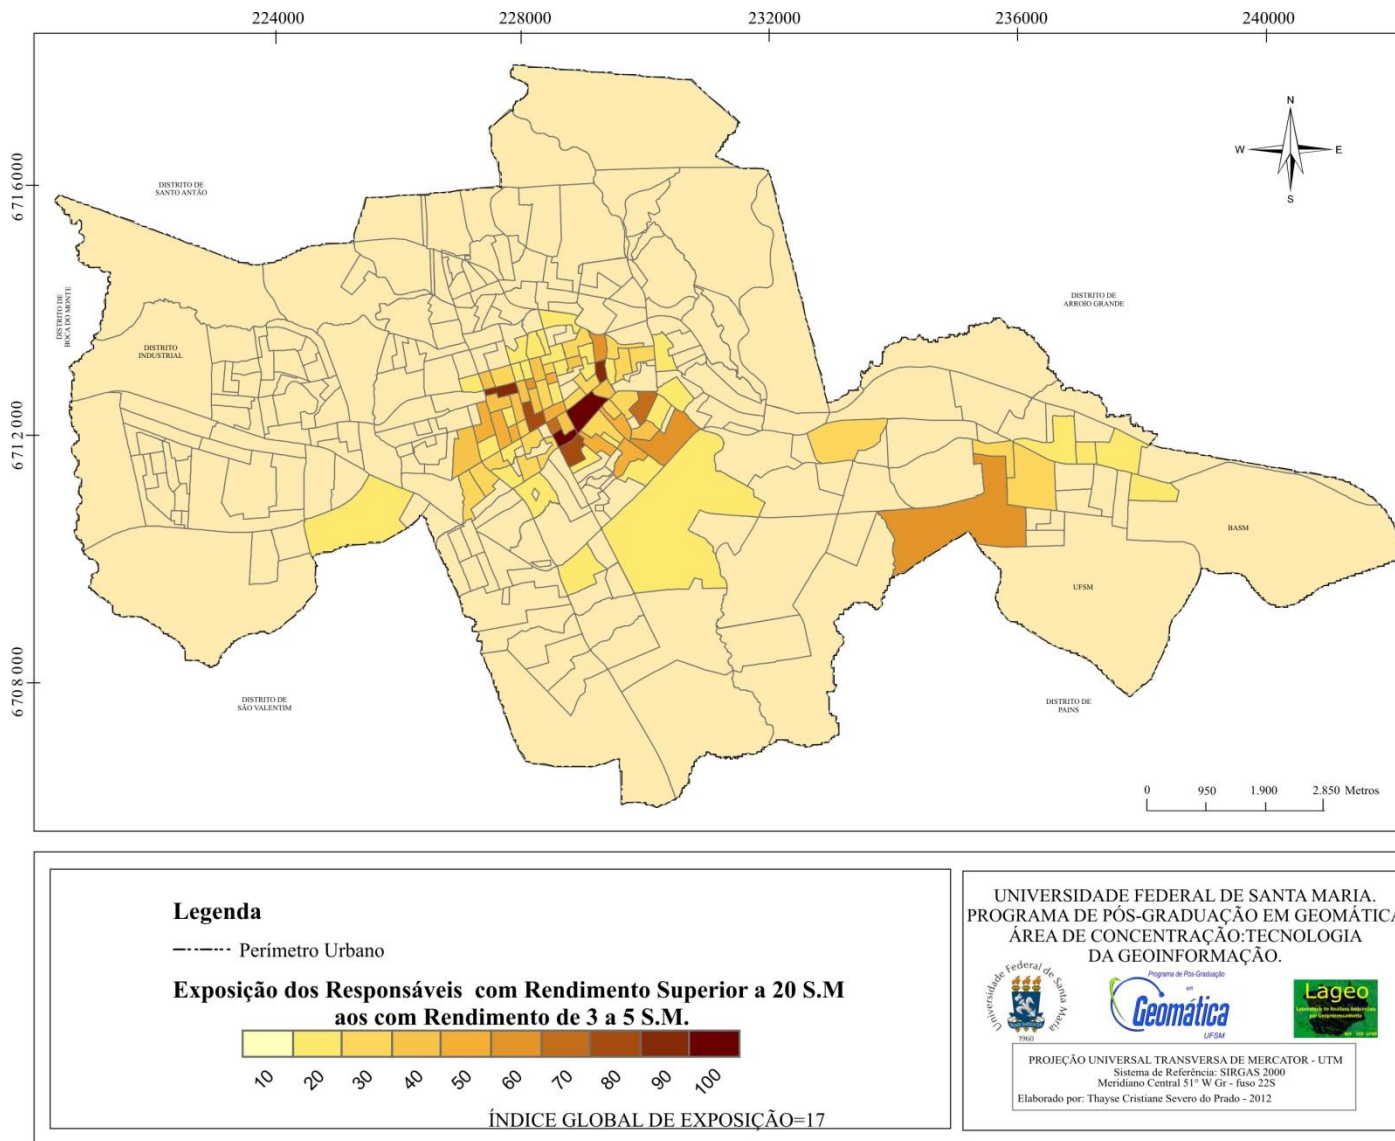 224000
228000
232000
236000
240000
6716000
6712000
6708000
N
W
E
S
DISTRITO DE
SANTO ANTÃO
DISTRITO DE
BOCA DO MONTE
DISTRITO
INDUSTRIAL
DISTRITO DE
ARROIO GRANDE
BASM
UFSM
DISTRITO DE
SÃO VALENTIM
DISTRITO DE
PAINS
0 950 1.900 2.850 Metros
Legenda
Perímetro Urbano
Exposição dos Responsáveis com Rendimento Superior a 20 S.M
aos com Rendimento de 3 a 5 S.M.
10 20 30 40 50 60 70 80 90 100
ÍNDICE GLOBAL DE EXPOSIÇÃO=17
UNIVERSIDADE FEDERAL DE SANTA MARIA.
PROGRAMA DE PÓS-GRADUAÇÃO EM GEOMÁTICA
ÁREA DE CONCENTRAÇÃO:TECNOLOGIA
DA GEOINFORMAÇÃO.
Universidade Federal de Santa Maria
1960
Programa de Pós-Graduação
em
Geomática
UFSM
Lageo
PROJEÇÃO UNIVERSAL TRANSVERSA DE MERCATOR - UTM
Sistema de Referência: SIRGAS 2000
Meridiano Central 51° W Gr - fuso 22S
Elaborado por: Thayse Cristiane Severo do Prado - 2012